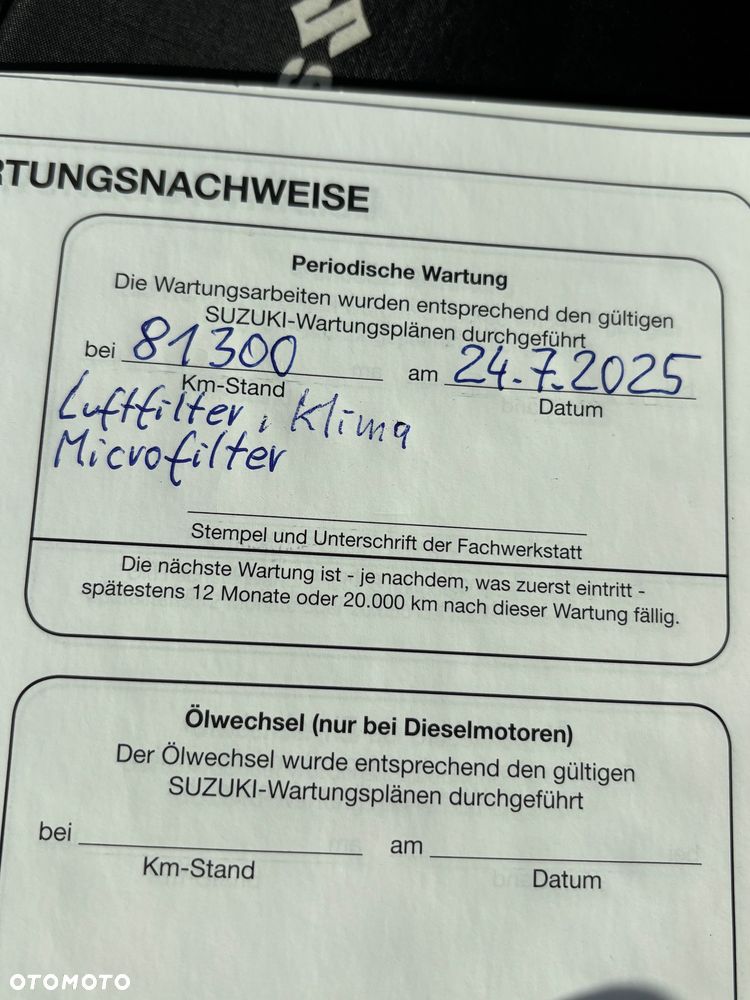 RTUNGSNACHWEISE
Periodische Wartung
Die Wartungsarbeiten wurden entsprechend den gültigen
SUZUKI-Wartungsplänen durchgeführt
bei 81300 am 24.7.2025
Km-Stand Datum
Luftfilter, Klima
Microfilter
Stempel und Unterschrift der Fachwerkstatt
Die nächste Wartung ist - je nachdem, was zuerst eintritt -
spätestens 12 Monate oder 20.000 km nach dieser Wartung fällig.
Ölwechsel (nur bei Dieselmotoren)
Der Ölwechsel wurde entsprechend den gültigen
SUZUKI-Wartungsplänen durchgeführt
bei am
Km-Stand Datum
OTOMOTO